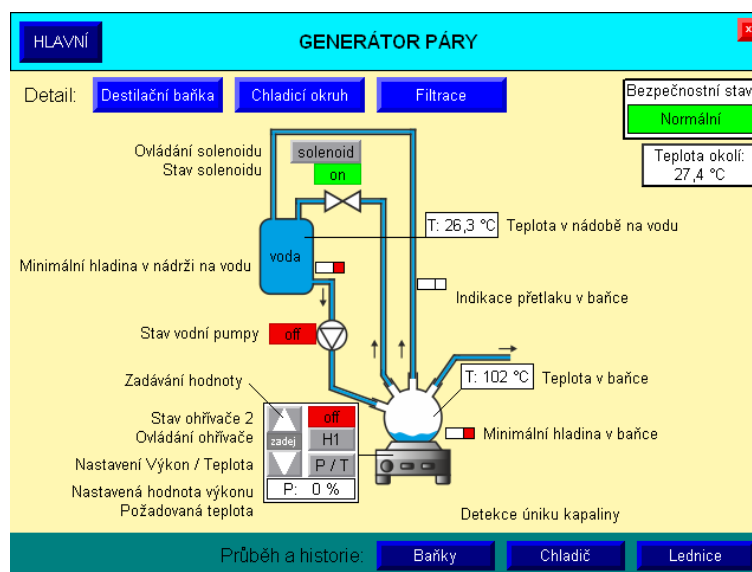 HLAVNÍ
GENERÁTOR PÁRY
x
Detail:
Destilační baňka
Chladicí okruh
Filtrace
Bezpečnostní stav
Normální
Teplota okolí:
27,4 °C
Ovládání solenoidu
solenoid
Stav solenoidu
on
T: 26,3 °C
Teplota v nádobě na vodu
voda
Minimální hladina v nádrži na vodu
Indikace přetlaku v baňce
Stav vodní pumpy
off
Zadávání hodnoty
T: 102 °C
Teplota v baňce
Stav ohřívače 2
off
Ovládání ohřívače
zadej
H1
Minimální hladina v baňce
Nastavení Výkon / Teplota
P / T
Nastavená hodnota výkonu
P: 0 %
Požadovaná teplota
Detekce úniku kapaliny
Průběh a historie:
Baňky
Chladič
Lednice